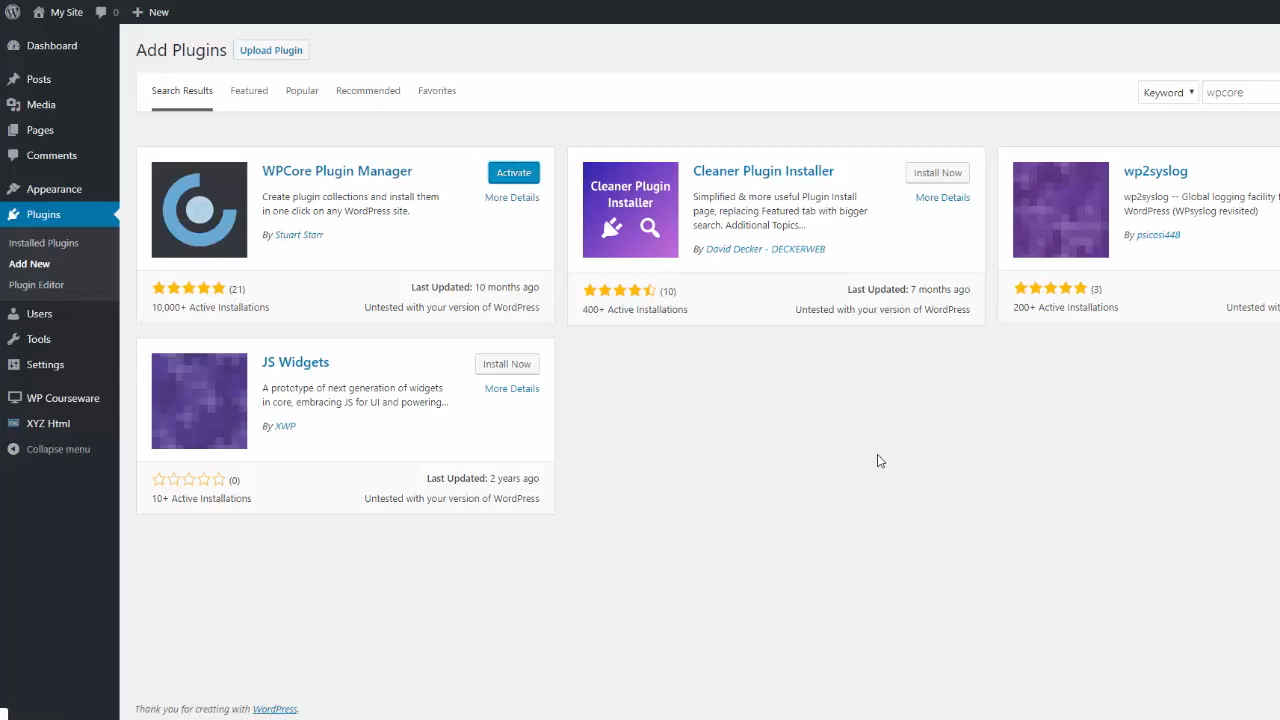 My Site
0
New
Dashboard
Posts
Media
Pages
Comments
Appearance
Plugins
Installed Plugins
Add New
Plugin Editor
Users
Tools
Settings
WP Courseware
XYZ Html
Collapse menu
Add Plugins
Upload Plugin
Search Results
Featured
Popular
Recommended
Favorites
Keyword
wpcore
WPCore Plugin Manager
Activate
More Details
Create plugin collections and install them
in one click on any WordPress site.
By Stuart Starr
(21)
Last Updated: 10 months ago
10,000+ Active Installations
Untested with your version of WordPress
Cleaner Plugin
Installer
Cleaner Plugin Installer
Install Now
More Details
Simplified & more useful Plugin Install
page, replacing Featured tab with bigger
search. Additional Topics...
By David Decker - DECKERWEB
(10)
Last Updated: 7 months ago
400+ Active Installations
Untested with your version of WordPress
wp2syslog
wp2syslog -- Global logging facility f
WordPress (WPsyslog revisited)
By psicosi448
(3)
200+ Active Installations
Untested wi
JS Widgets
Install Now
More Details
A prototype of next generation of widgets
in core, embracing JS for UI and powering...
By XWP
(0)
Last Updated: 2 years ago
10+ Active Installations
Untested with your version of WordPress
Thank you for creating with WordPress.